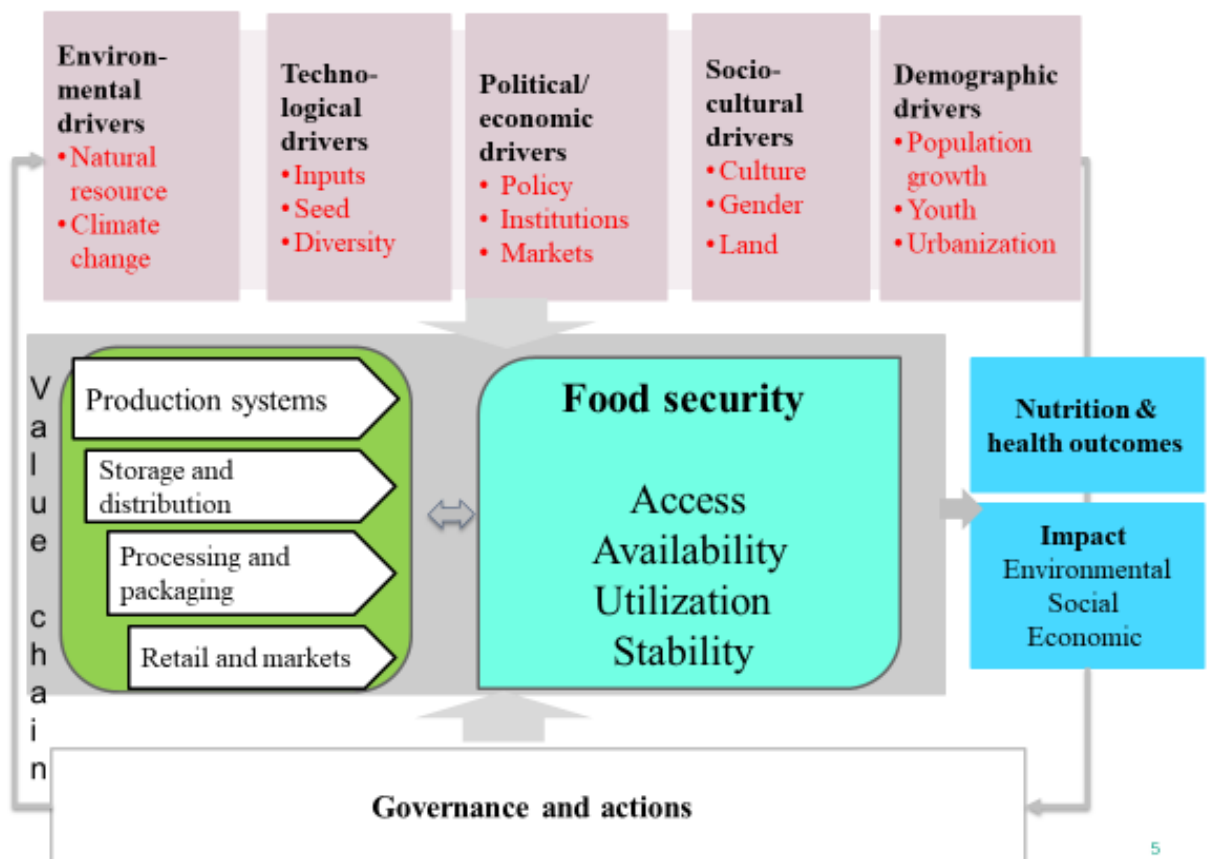 Environ-
mental
drivers
• Natural
resource
• Climate
change
Techno-
logical
drivers
• Inputs
• Seed
• Diversity
Political/
economic
drivers
• Policy
• Institutions
• Markets
Socio-
cultural
drivers
• Culture
• Gender
• Land
Demographic
drivers
• Population
growth
• Youth
• Urbanization
Value chain
Production systems
Storage and
distribution
Processing and
packaging
Retail and markets
Food security
Access
Availability
Utilization
Stability
Nutrition &
health outcomes
Impact
Environmental
Social
Economic
Governance and actions
5